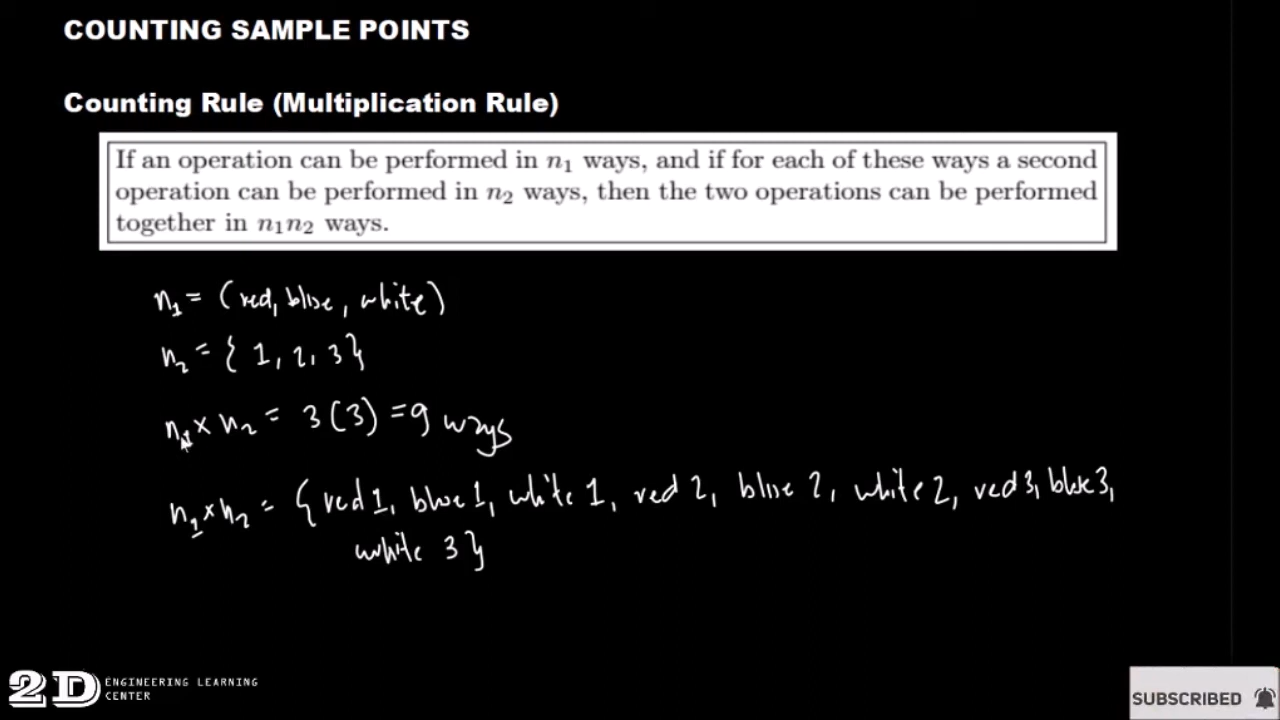 COUNTING SAMPLE POINTS
Counting Rule (Multiplication Rule)
If an operation can be performed in n₁ ways, and if for each of these ways a second
operation can be performed in n₂ ways, then the two operations can be performed
together in n₁n₂ ways.
n₁ = (red, blue, white)
n₂ = { 1, 2, 3}
n₁ × n₂ = 3 (3) = 9 ways
n₁ × n₂ = { red 1, blue 1, white 1, red 2, blue 2, white 2, red 3, blue 3,
white 3 }
2D ENGINEERING LEARNING
CENTER
SUBSCRIBED